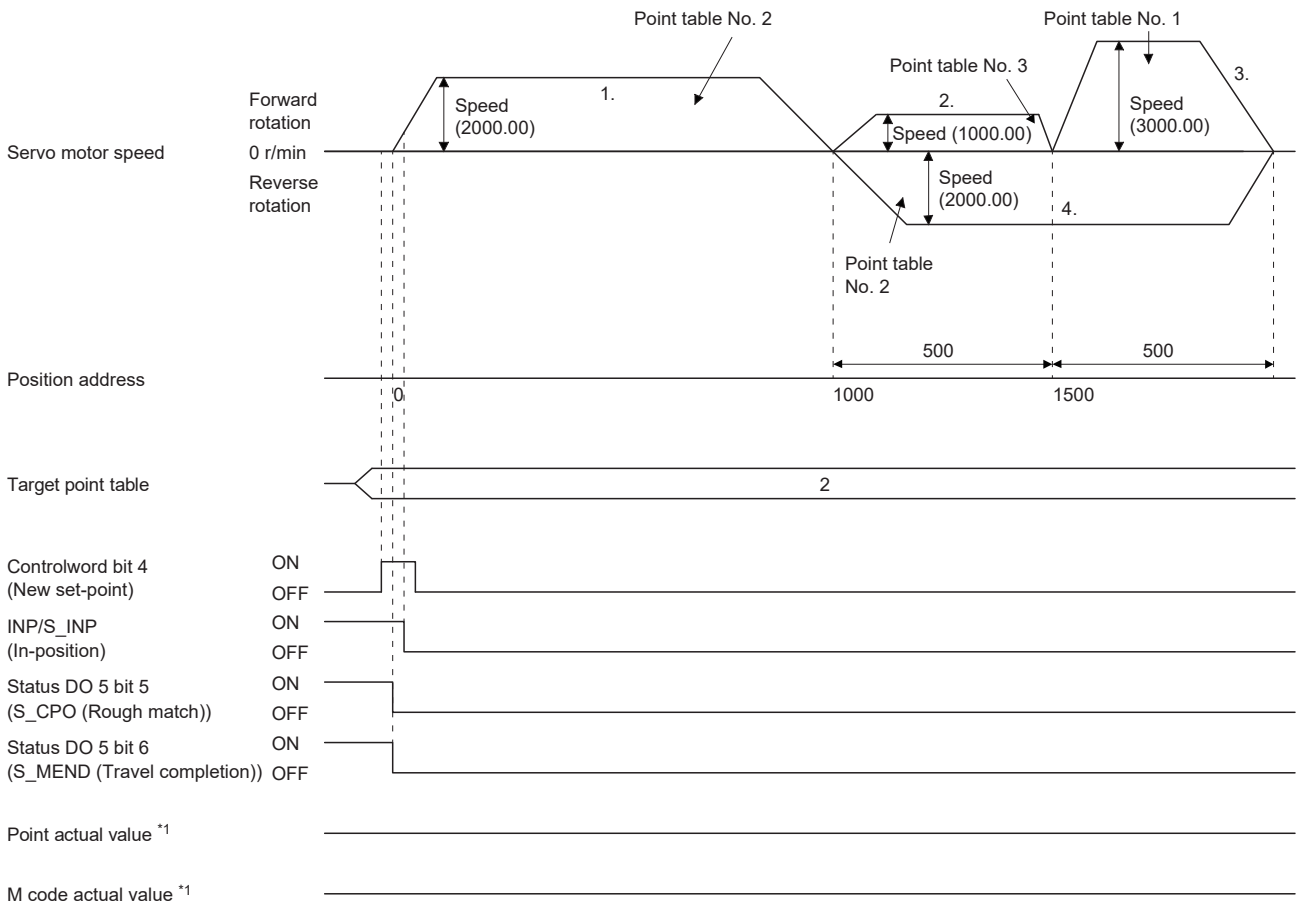 Point table No. 2
Point table No. 1
Point table No. 3
3.
Forward
rotation
1.
2.
Speed
(2000.00)
Speed (1000.00)
Speed
(3000.00)
Servo motor speed
0 r/min
Reverse
rotation
Speed
(2000.00)
4.
Point table
No. 2
500
500
Position address
0
1000
1500
Target point table
2
Controlword bit 4
(New set-point)
ON
OFF
INP/S_INP
(In-position)
ON
OFF
Status DO 5 bit 5
(S_CPO (Rough match))
ON
OFF
Status DO 5 bit 6
(S_MEND (Travel completion))
ON
OFF
Point actual value *1
M code actual value *1